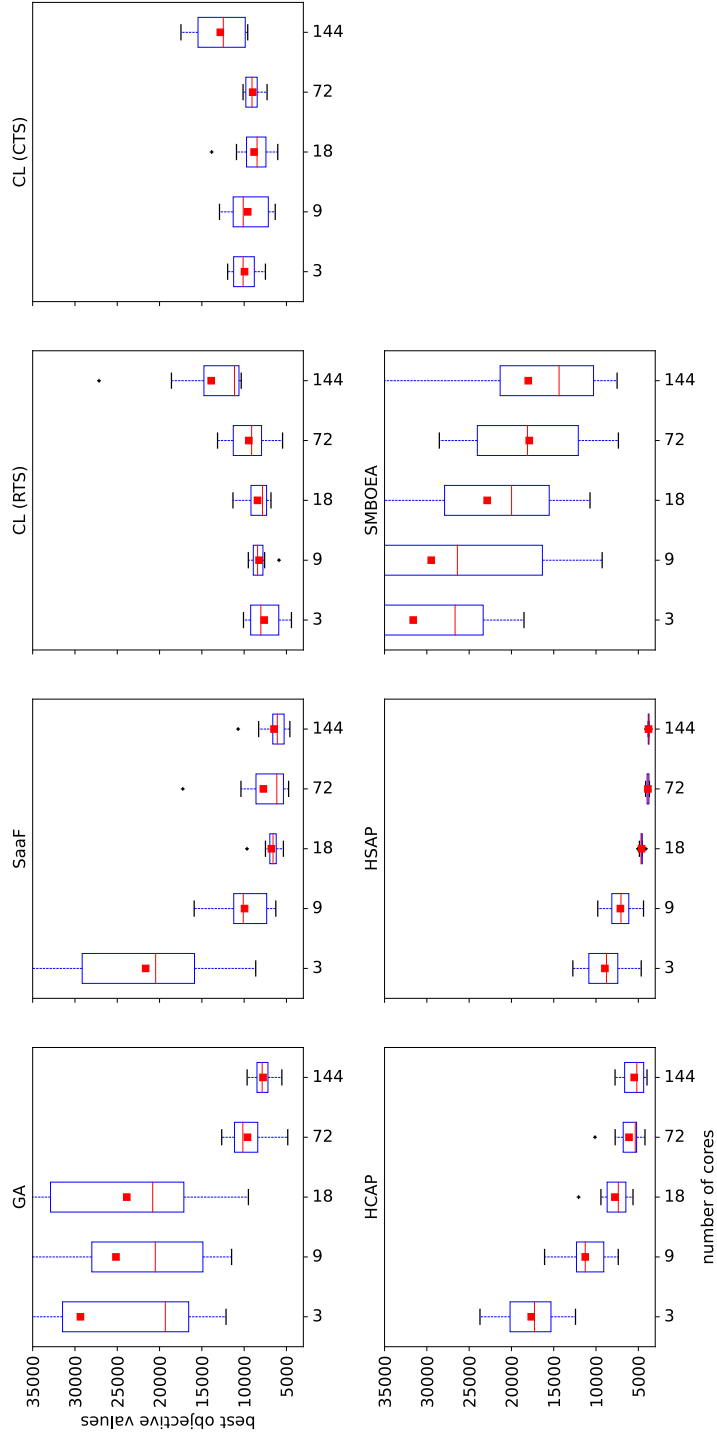 GA
SaaF
CL (RTS)
CL (CTS)
best objective values
35000
30000
25000
20000
15000
10000
5000
3 9 18 72 144
3 9 18 72 144
3 9 18 72 144
3 9 18 72 144
HCAP
HSAP
SMBOEA
35000
30000
25000
20000
15000
10000
5000
3 9 18 72 144
3 9 18 72 144
3 9 18 72 144
number of cores